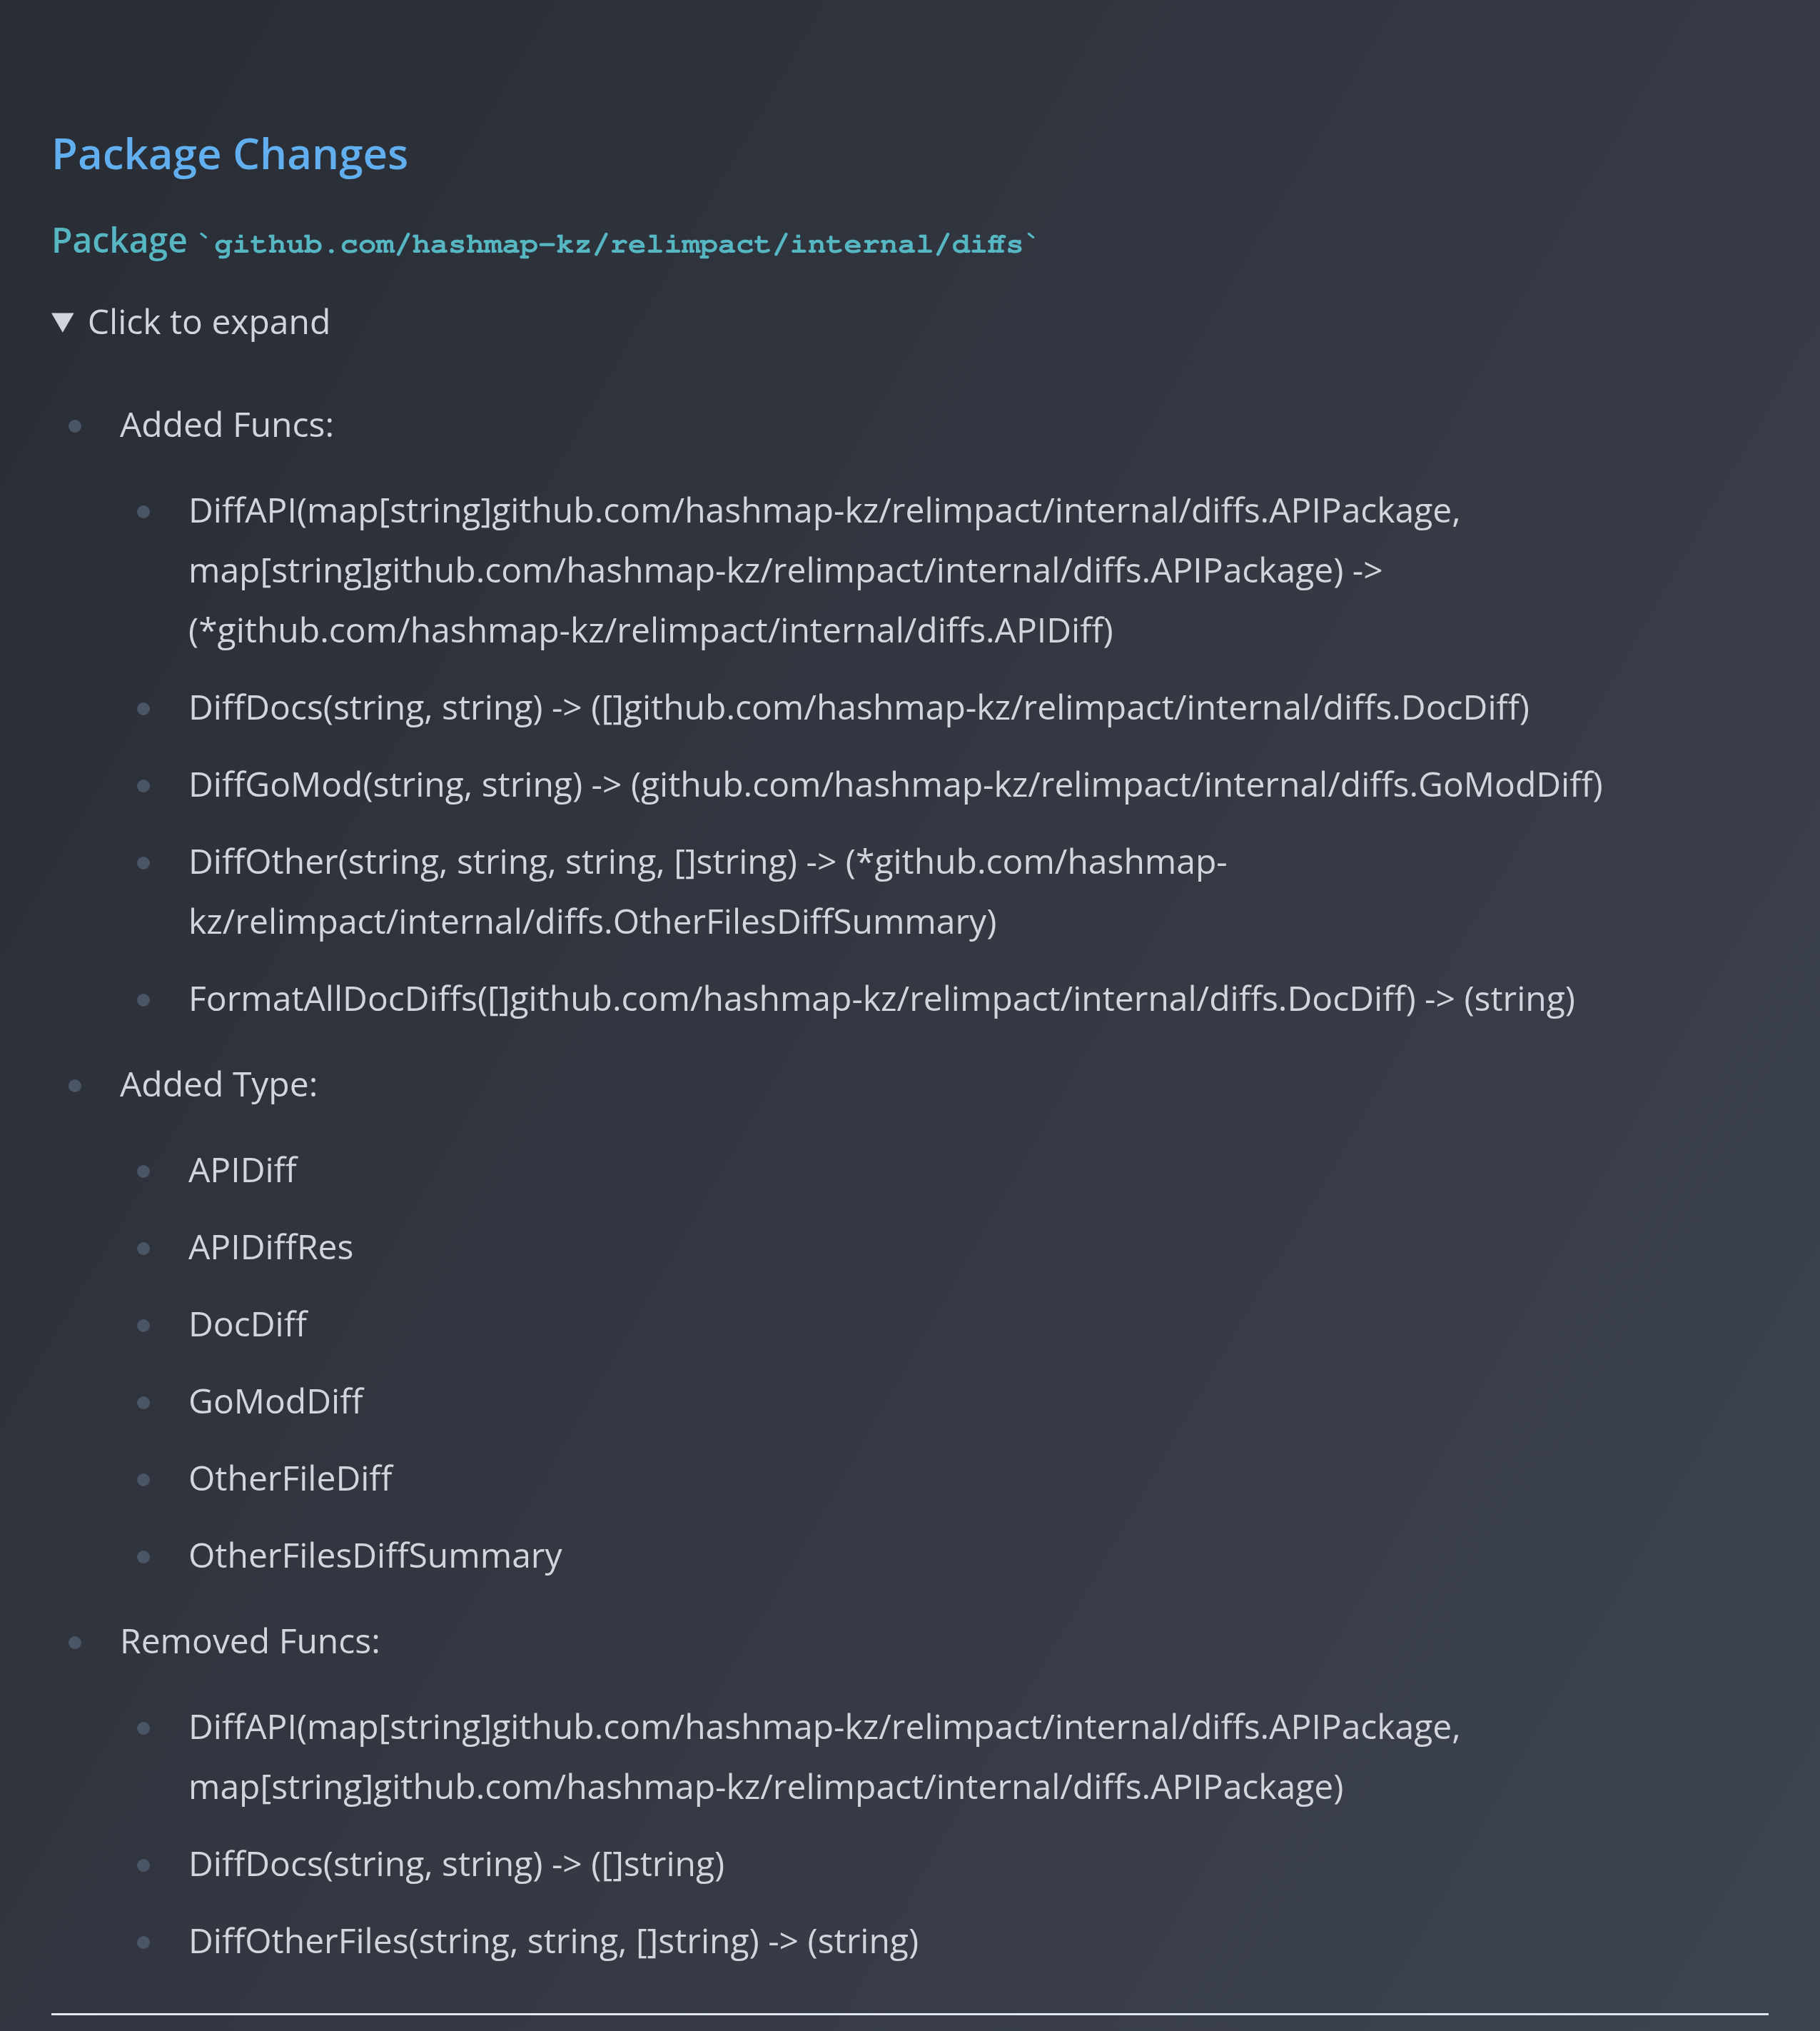 Package Changes
Package `github.com/hashmap-kz/relimpact/internal/diffs`
▼ Click to expand
• Added Funcs:
• DiffAPI(map[string]github.com/hashmap-kz/relimpact/internal/diffs.APIPackage,
map[string]github.com/hashmap-kz/relimpact/internal/diffs.APIPackage) ->
(*github.com/hashmap-kz/relimpact/internal/diffs.APIDiff)
• DiffDocs(string, string) -> ([]github.com/hashmap-kz/relimpact/internal/diffs.DocDiff)
• DiffGoMod(string, string) -> (github.com/hashmap-kz/relimpact/internal/diffs.GoModDiff)
• DiffOther(string, string, string, []string) -> (*github.com/hashmap-
kz/relimpact/internal/diffs.OtherFilesDiffSummary)
• FormatAllDocDiffs([]github.com/hashmap-kz/relimpact/internal/diffs.DocDiff) -> (string)
• Added Type:
• APIDiff
• APIDiffRes
• DocDiff
• GoModDiff
• OtherFileDiff
• OtherFilesDiffSummary
• Removed Funcs:
• DiffAPI(map[string]github.com/hashmap-kz/relimpact/internal/diffs.APIPackage,
map[string]github.com/hashmap-kz/relimpact/internal/diffs.APIPackage)
• DiffDocs(string, string) -> ([]string)
• DiffOtherFiles(string, string, []string) -> (string)